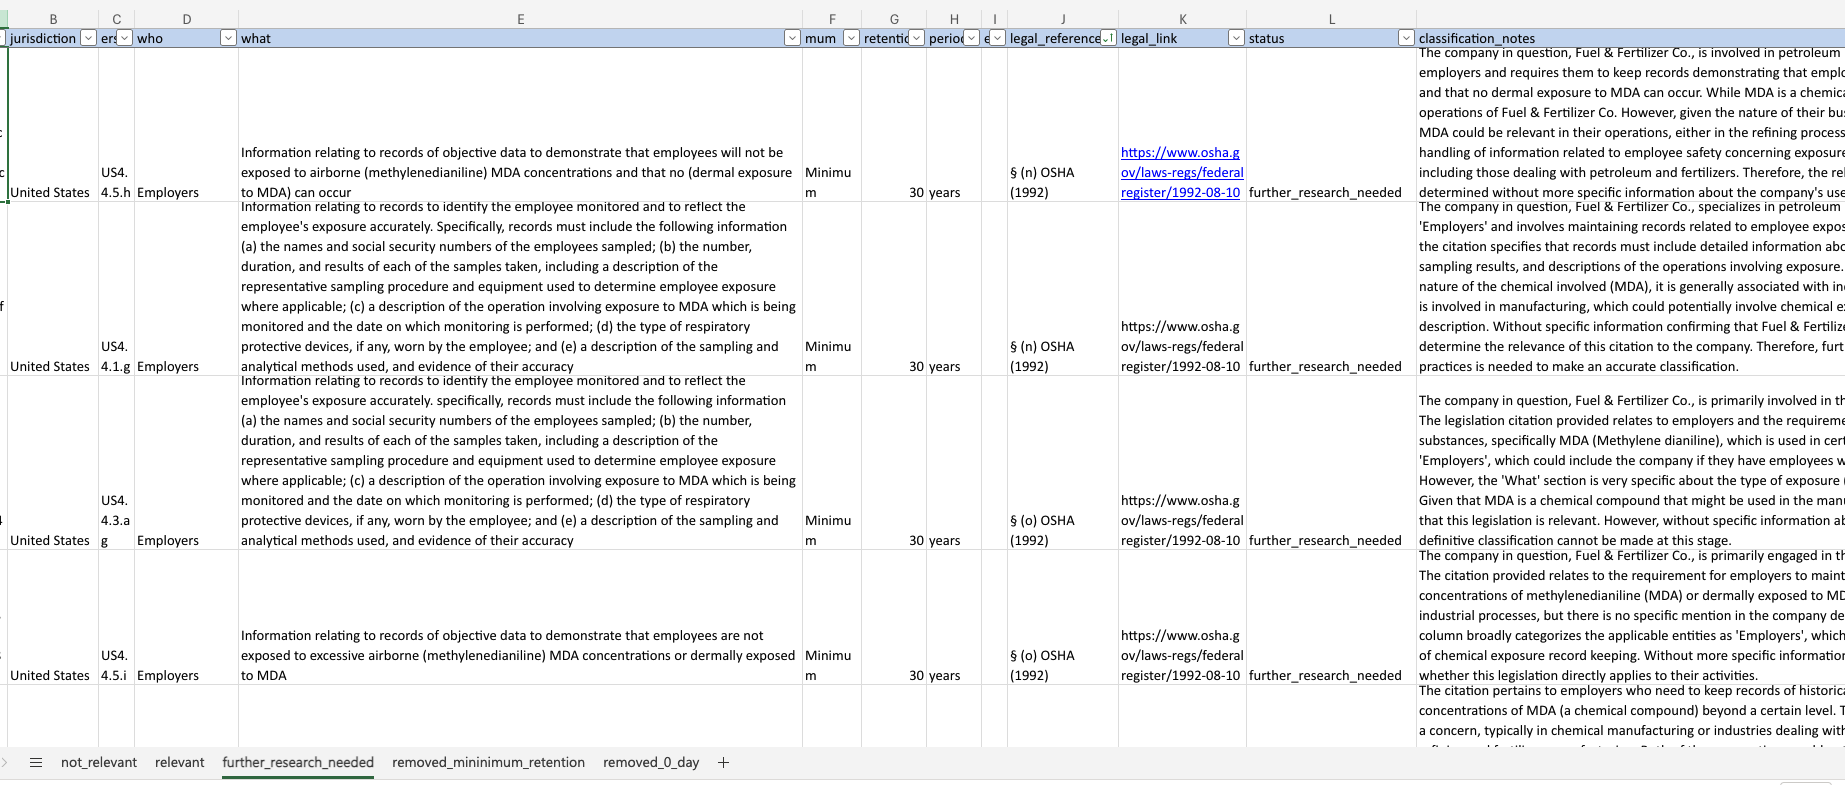 B C D E F G H I J K L
jurisdiction ers who what mum retentic perioc e legal_reference legal_link status classification_notes
United States
US4.
4.5.h
Employers
Information relating to records of objective data to demonstrate that employees will not be
exposed to airborne (methylenedianiline) MDA concentrations and that no (dermal exposure
to MDA) can occur
Minimu
m
30 years
§ (n) OSHA
(1992)
https://www.osha.g
ov/laws-regs/federal
register/1992-08-10
further_research_needed
The company in question, Fuel & Fertilizer Co., is involved in petroleum
employers and requires them to keep records demonstrating that emplo
and that no dermal exposure to MDA can occur. While MDA is a chemica
operations of Fuel & Fertilizer Co. However, given the nature of their bus
MDA could be relevant in their operations, either in the refining process
handling of information related to employee safety concerning exposure
including those dealing with petroleum and fertilizers. Therefore, the rel
determined without more specific information about the company's use
United States
US4.
4.1.g
Employers
Information relating to records to identify the employee monitored and to reflect the
employee's exposure accurately. Specifically, records must include the following information
(a) the names and social security numbers of the employees sampled; (b) the number,
duration, and results of each of the samples taken, including a description of the
representative sampling procedure and equipment used to determine employee exposure
where applicable; (c) a description of the operation involving exposure to MDA which is being
monitored and the date on which monitoring is performed; (d) the type of respiratory
protective devices, if any, worn by the employee; and (e) a description of the sampling and
analytical methods used, and evidence of their accuracy
Minimu
m
30 years
§ (n) OSHA
(1992)
https://www.osha.g
ov/laws-regs/federal
register/1992-08-10
further_research_needed
The company in question, Fuel & Fertilizer Co., specializes in petroleum
'Employers' and involves maintaining records related to employee expos
the citation specifies that records must include detailed information abo
sampling results, and descriptions of the operations involving exposure.
nature of the chemical involved (MDA), it is generally associated with inc
is involved in manufacturing, which could potentially involve chemical e
description. Without specific information confirming that Fuel & Fertilize
determine the relevance of this citation to the company. Therefore, furt
practices is needed to make an accurate classification.
United States
US4.
4.3.a
g
Employers
Information relating to records to identify the employee monitored and to reflect the
employee's exposure accurately. specifically, records must include the following information
(a) the names and social security numbers of the employees sampled; (b) the number,
duration, and results of each of the samples taken, including a description of the
representative sampling procedure and equipment used to determine employee exposure
where applicable; (c) a description of the operation involving exposure to MDA which is being
monitored and the date on which monitoring is performed; (d) the type of respiratory
protective devices, if any, worn by the employee; and (e) a description of the sampling and
analytical methods used, and evidence of their accuracy
Minimu
m
30 years
§ (o) OSHA
(1992)
https://www.osha.g
ov/laws-regs/federal
register/1992-08-10
further_research_needed
The company in question, Fuel & Fertilizer Co., is primarily involved in th
The legislation citation provided relates to employers and the requireme
substances, specifically MDA (Methylene dianiline), which is used in cert
'Employers', which could include the company if they have employees w
However, the 'What' section is very specific about the type of exposure (
Given that MDA is a chemical compound that might be used in the manu
that this legislation is relevant. However, without specific information ab
definitive classification cannot be made at this stage.
United States
US4.
4.5.i
Employers
Information relating to records of objective data to demonstrate that employees are not
exposed to excessive airborne (methylenedianiline) MDA concentrations or dermally exposed
to MDA
Minimu
m
30 years
§ (o) OSHA
(1992)
https://www.osha.g
ov/laws-regs/federal
register/1992-08-10
further_research_needed
The company in question, Fuel & Fertilizer Co., is primarily engaged in th
The citation provided relates to the requirement for employers to maint
concentrations of methylenedianiline (MDA) or dermally exposed to MD
industrial processes, but there is no specific mention in the company de
column broadly categorizes the applicable entities as 'Employers', which
of chemical exposure record keeping. Without more specific information
whether this legislation directly applies to their activities.
The citation pertains to employers who need to keep records of historica
concentrations of MDA (a chemical compound) beyond a certain level. T
a concern, typically in chemical manufacturing or industries dealing with
not_relevant relevant further_research_needed removed_mininimum_retention removed_0_day